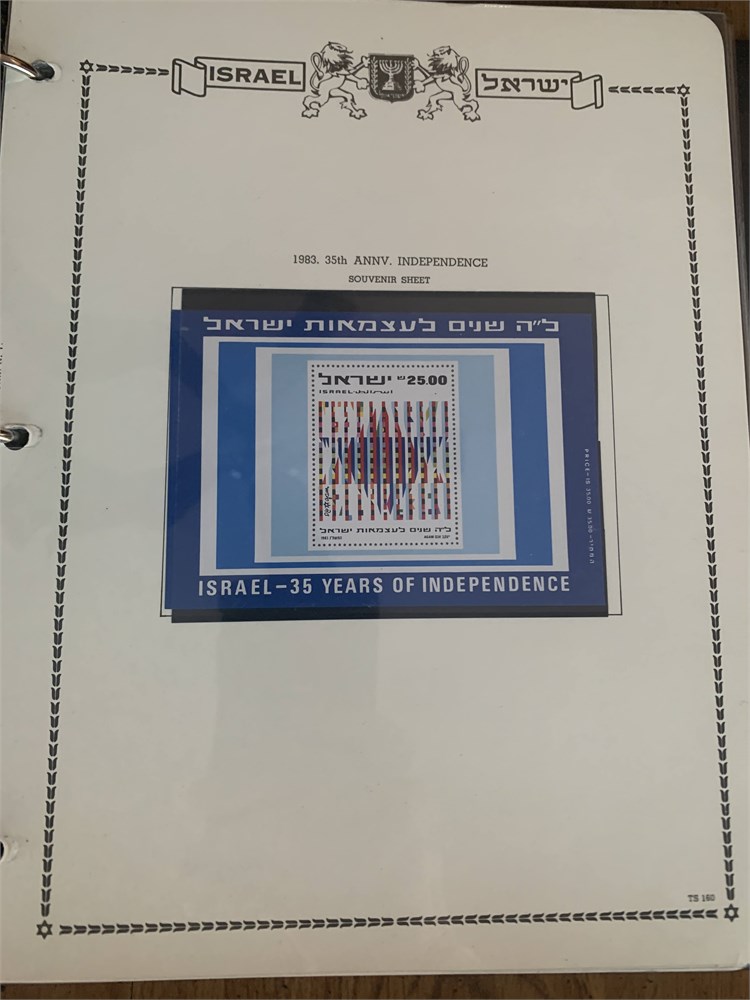 ISRAEL ישראל
1983. 35th ANNV. INDEPENDENCE
SOUVENIR SHEET
ל״ה שנים לעצמאות ישראל
ישראל ש 25.00
ISRAEL اسرائيل
ל״ה שנים לעצמאות ישראל
ISRAEL–35 YEARS OF INDEPENDENCE
TS 160